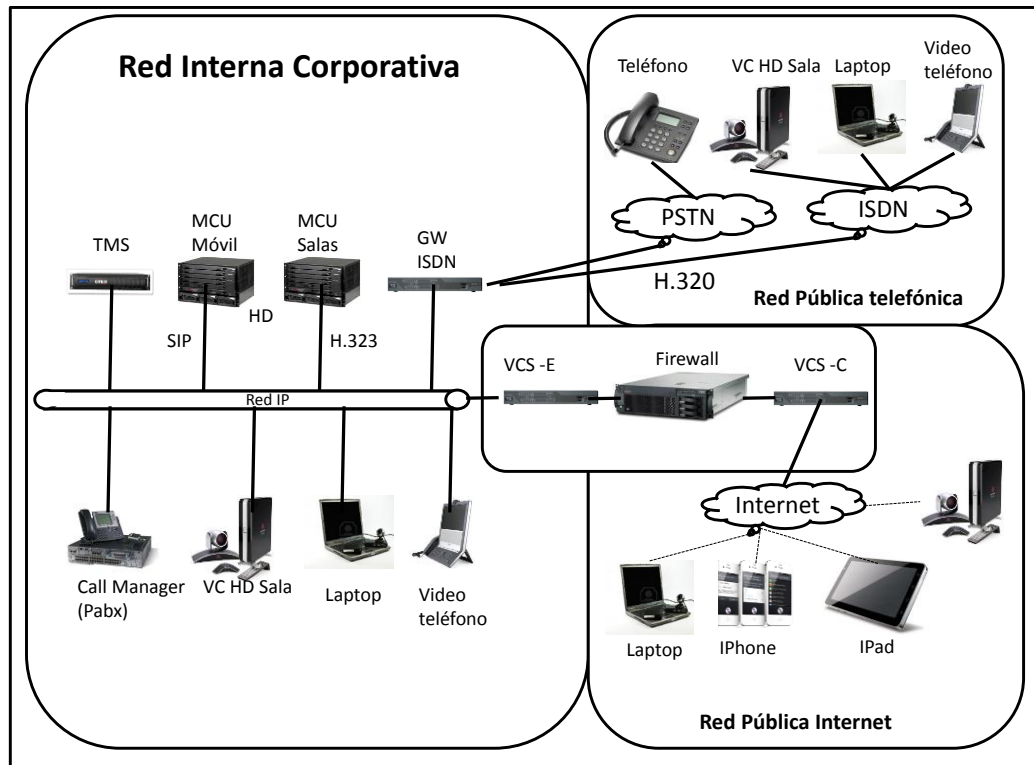 Red Interna Corporativa
Teléfono
VC HD Sala
Laptop
Video
teléfono
PSTN
ISDN
H.320
Red Pública telefónica
TMS
MCU
Móvil
MCU
Salas
GW
ISDN
HD
SIP
H.323
Red IP
VCS -E
Firewall
VCS -C
Call Manager
(Pabx)
VC HD Sala
Laptop
Video
teléfono
Internet
Laptop
IPhone
IPad
Red Pública Internet